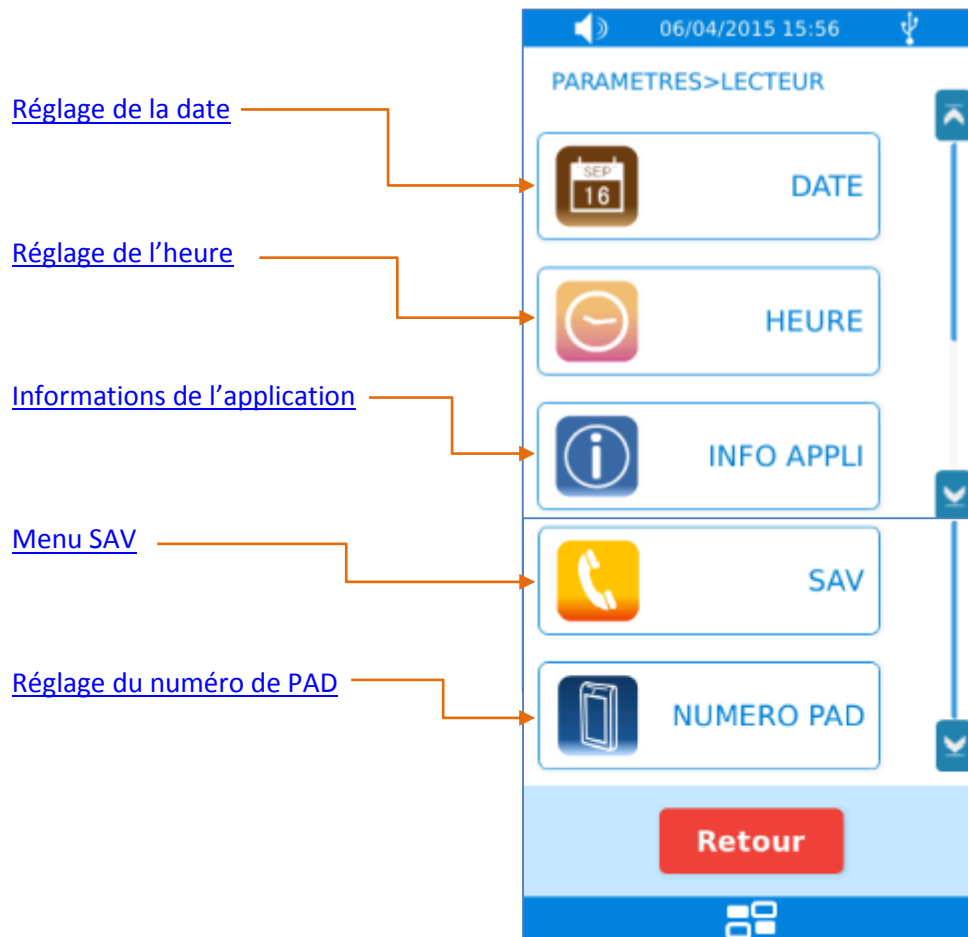 06/04/2015 15:56
PARAMETRES>LECTEUR
Réglage de la date
SEP
16
DATE
Réglage de l’heure
HEURE
Informations de l’application
INFO APPLI
Menu SAV
SAV
Réglage du numéro de PAD
NUMERO PAD
Retour